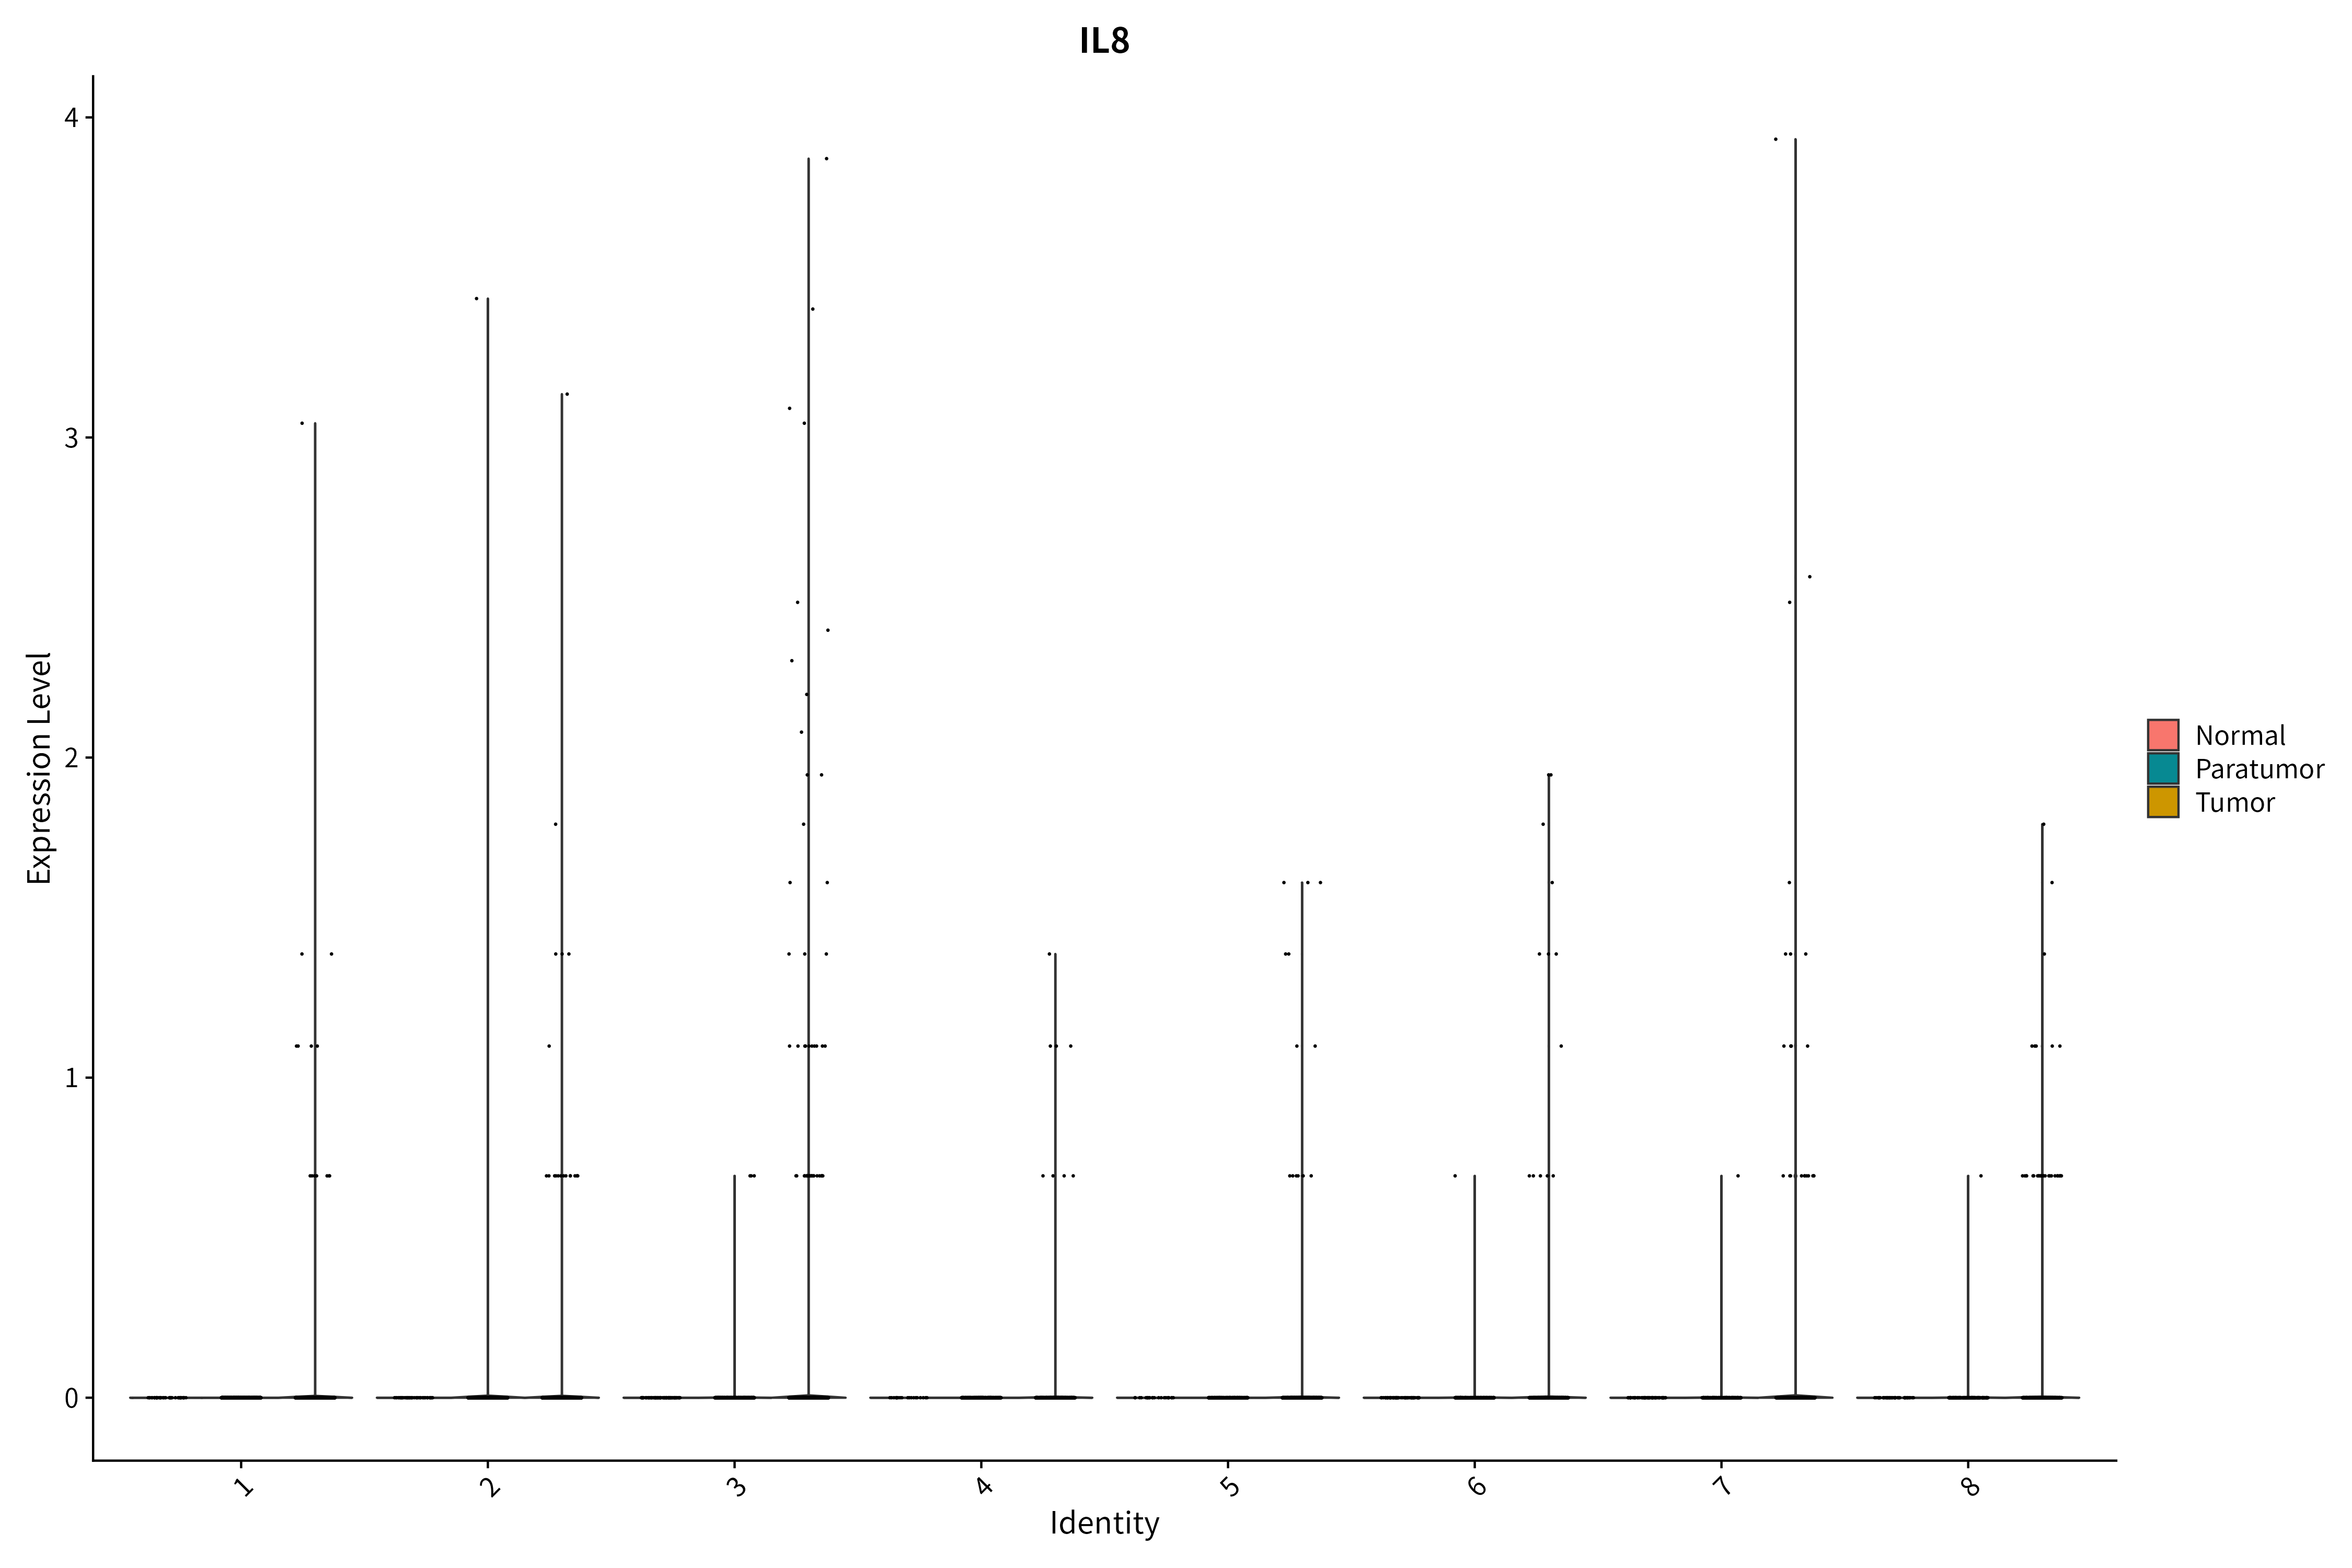 IL8
4
3
2
1
0
Expression Level
1 2 3 4 5 6 7 8
Identity
Normal
Paratumor
Tumor